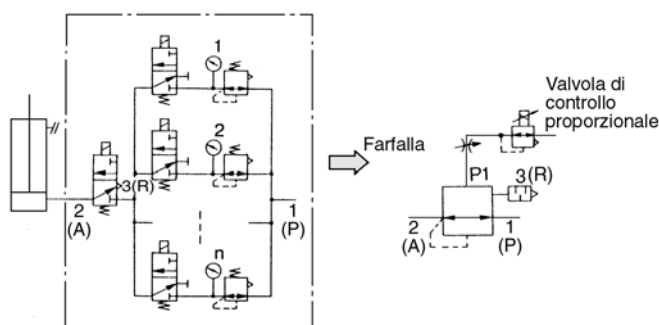 1
2
3(R)
2
(A)
1
(P)
n
Farfalla
Valvola di
controllo
proporzionale
P1
3(R)
2
(A)
1
(P)